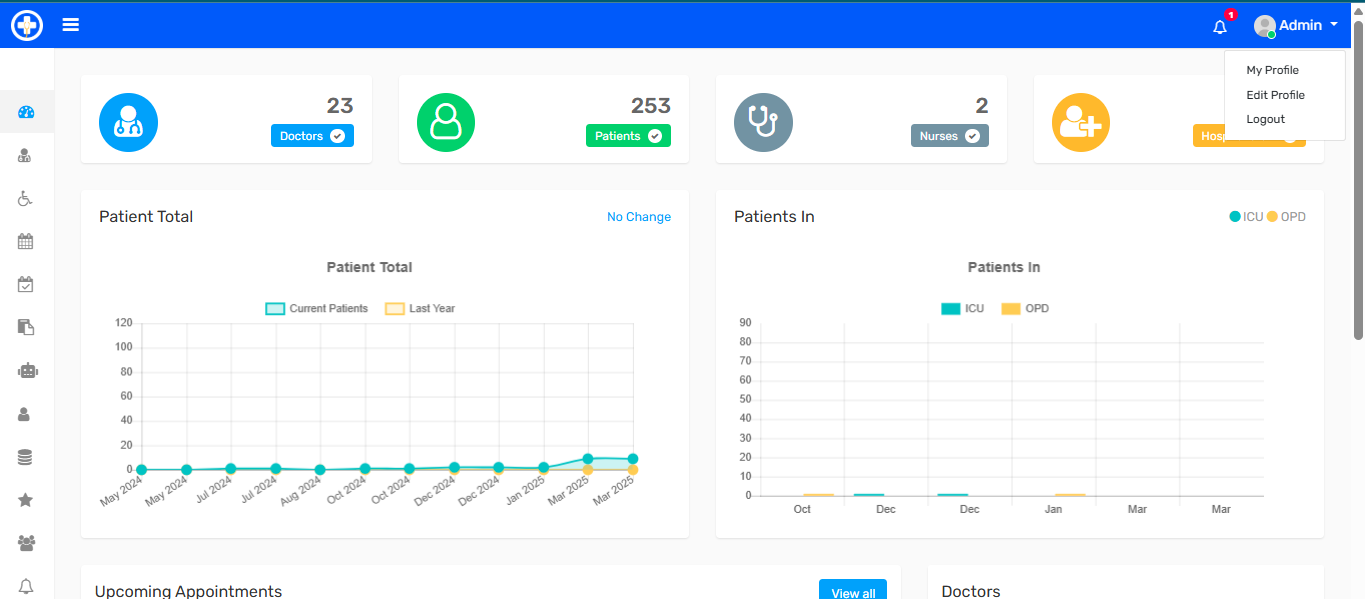 1
Admin
My Profile
Edit Profile
Logout
23
Doctors
253
Patients
2
Nurses
Patient Total
No Change
Patient Total
Current Patients Last Year
120
100
80
60
40
20
0
May 2024 May 2024 Jul 2024 Jul 2024 Aug 2024 Oct 2024 Oct 2024 Dec 2024 Dec 2024 Jan 2025 Mar 2025 Mar 2025
Patients In
ICU OPD
Patients In
ICU OPD
90
80
70
60
50
40
30
20
10
0
Oct Dec Dec Jan Mar Mar
Upcoming Appointments
View all
Doctors